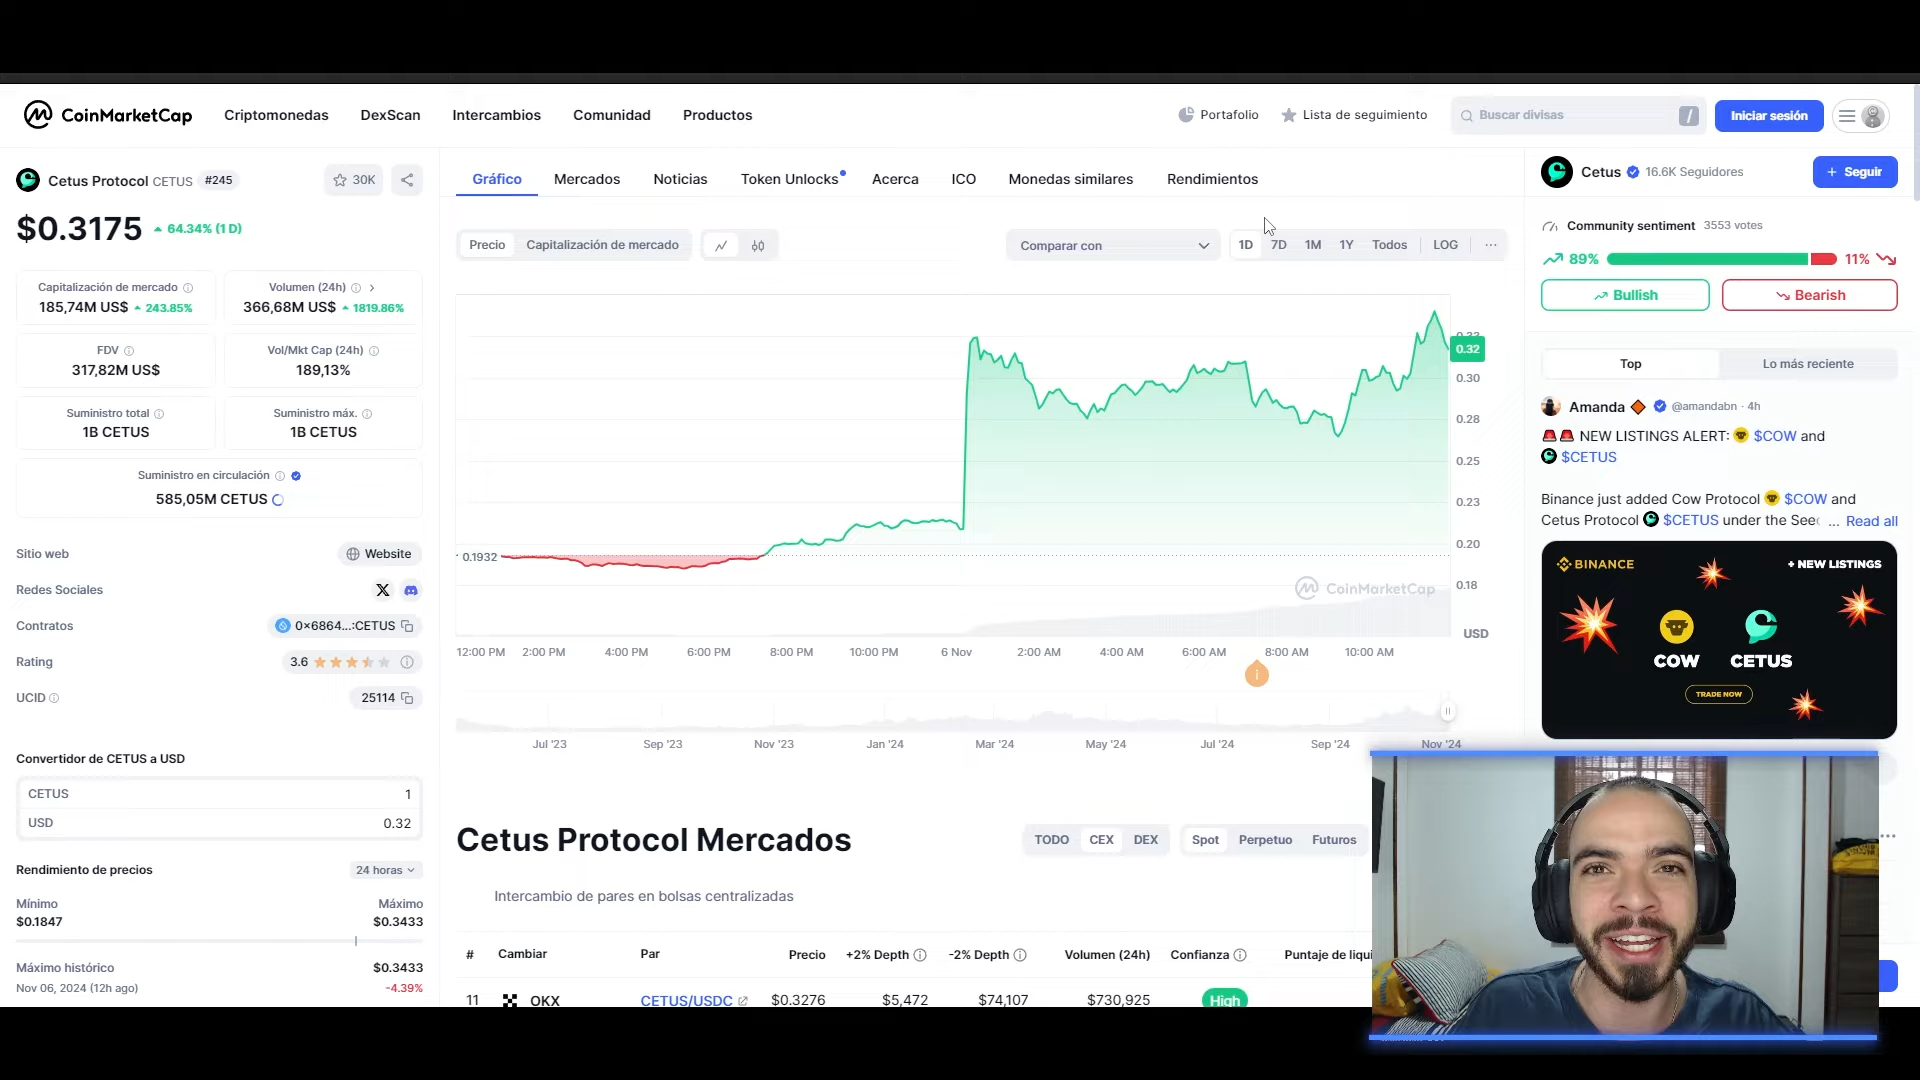 CoinMarketCap
Criptomonedas DexScan Intercambios Comunidad Productos
Portafolio Lista de seguimiento Buscar divisas / Iniciar sesión
Cetus Protocol CETUS #245 30K
$0.3175 64.34% (1 D)
Capitalización de mercado
185,74M US$ 243.85%
Volumen (24h)
366,68M US$ 1819.86%
FDV
317,82M US$
Vol/Mkt Cap (24h)
189,13%
Suministro total
1B CETUS
Suministro máx.
1B CETUS
Suministro en circulación
585,05M CETUS
Sitio web Website
Redes Sociales
Contratos 0x6864...:CETUS
Rating 3.6
UCID 25114
Convertidor de CETUS a USD
CETUS 1
USD 0.32
Rendimiento de precios 24 horas
Mínimo Máximo
$0.1847 $0.3433
Máximo histórico $0.3433
Nov 06, 2024 (12h ago) -4.39%
Gráfico Mercados Noticias Token Unlocks Acerca ICO Monedas similares Rendimientos
Precio Capitalización de mercado
Comparar con 1D 7D 1M 1Y Todos LOG ...
0.32
0.30
0.28
0.25
0.23
0.20
0.18
USD
0.1932
CoinMarketCap
12:00 PM 2:00 PM 4:00 PM 6:00 PM 8:00 PM 10:00 PM 6 Nov 2:00 AM 4:00 AM 6:00 AM 8:00 AM 10:00 AM
Jul '23 Sep '23 Nov '23 Jan '24 Mar '24 May '24 Jul '24 Sep '24 Nov '24
Cetus Protocol Mercados
TODO CEX DEX Spot Perpetuo Futuros
Intercambio de pares en bolsas centralizadas
# Cambiar Par Precio +2% Depth -2% Depth Volumen (24h) Confianza Puntaje de liqui
11 OKX CETUS/USDC $0.3276 $5,472 $74,107 $730,925 High
Cetus 16.6K Seguidores + Seguir
Community sentiment 3553 votes
89% 11%
Bullish Bearish
Top Lo más reciente
Amanda @amandabn · 4h
NEW LISTINGS ALERT: $COW and
$CETUS
Binance just added Cow Protocol $COW and
Cetus Protocol $CETUS under the See ... Read all
BINANCE + NEW LISTINGS
COW CETUS
TRADE NOW